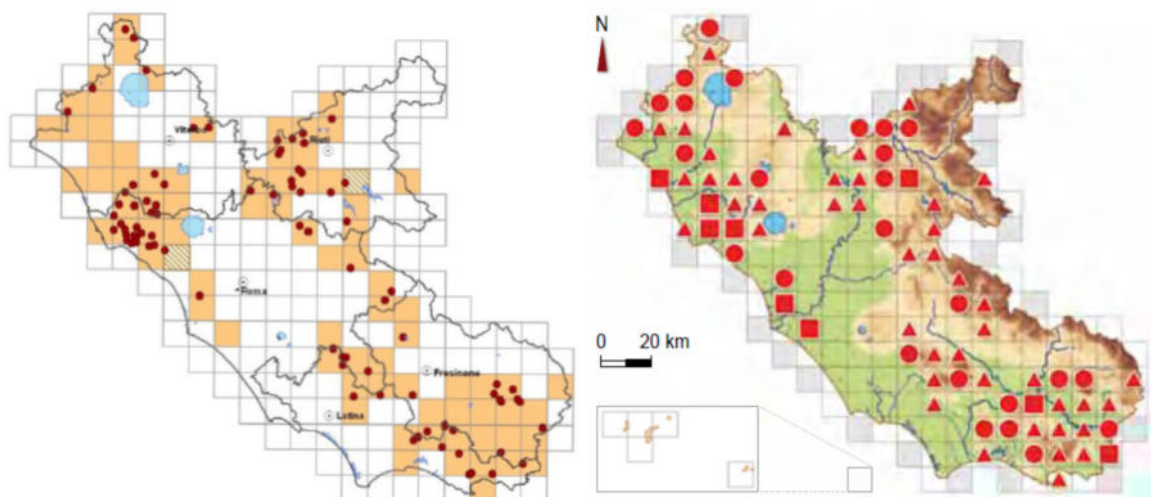 Viterbo
Rieti
Roma
Frosinone
Latina
N
0 20 km